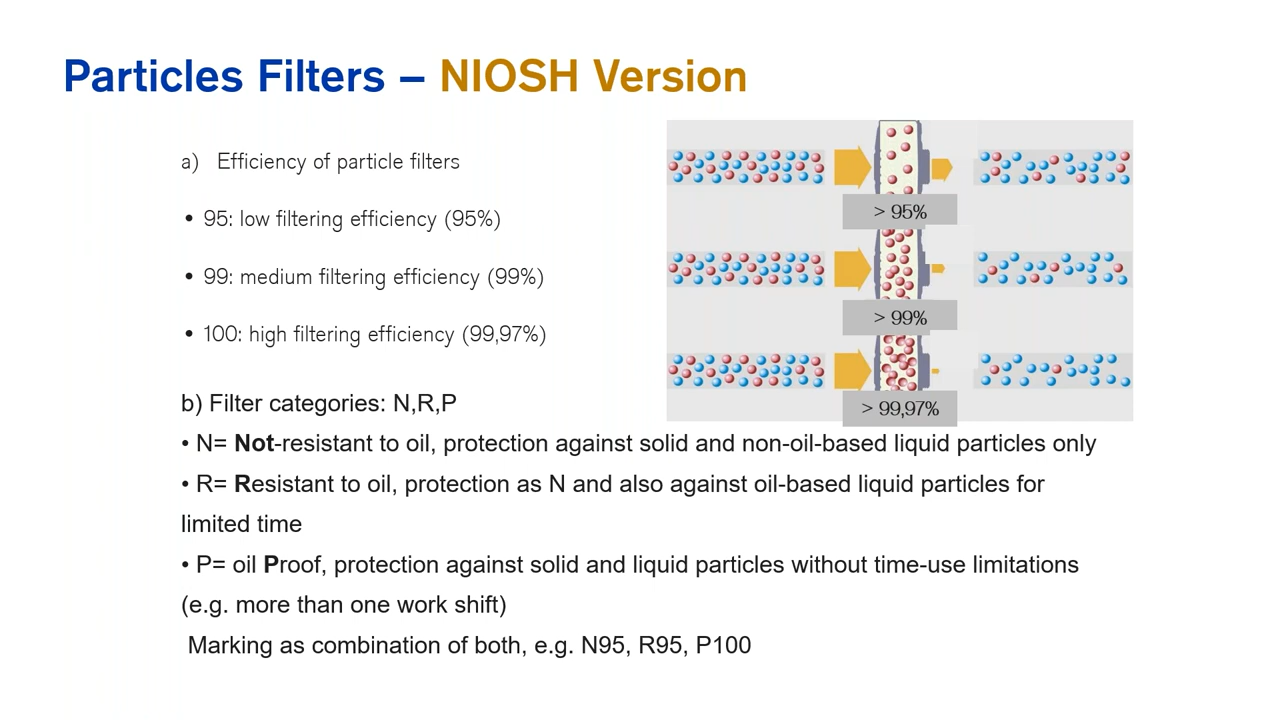 Particles Filters – NIOSH Version
a) Efficiency of particle filters
• 95: low filtering efficiency (95%)
• 99: medium filtering efficiency (99%)
• 100: high filtering efficiency (99,97%)
> 95%
> 99%
> 99,97%
b) Filter categories: N,R,P
• N= Not-resistant to oil, protection against solid and non-oil-based liquid particles only
• R= Resistant to oil, protection as N and also against oil-based liquid particles for
limited time
• P= oil Proof, protection against solid and liquid particles without time-use limitations
(e.g. more than one work shift)
Marking as combination of both, e.g. N95, R95, P100